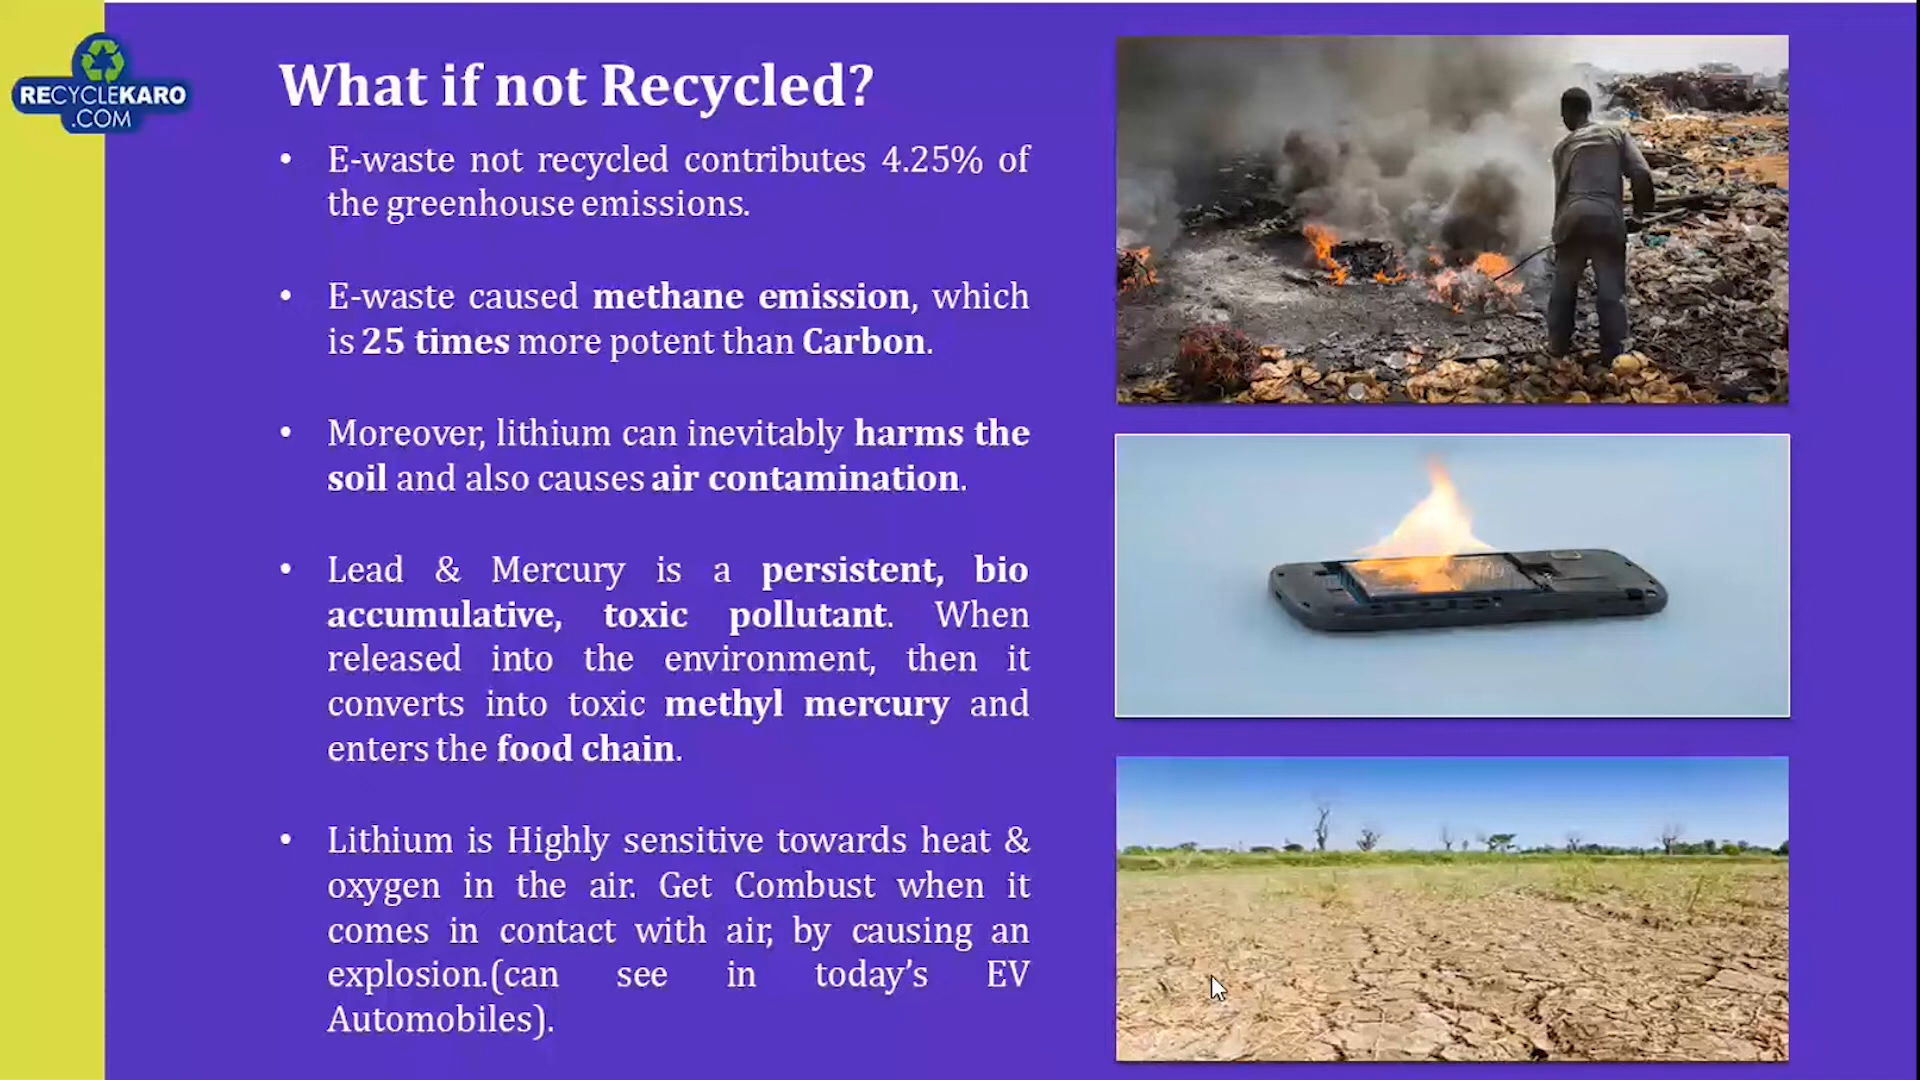 RECYCLEKARO
.COM
What if not Recycled?
• E-waste not recycled contributes 4.25% of
the greenhouse emissions.
• E-waste caused methane emission, which
is 25 times more potent than Carbon.
• Moreover, lithium can inevitably harms the
soil and also causes air contamination.
• Lead & Mercury is a persistent, bio
accumulative, toxic pollutant. When
released into the environment, then it
converts into toxic methyl mercury and
enters the food chain.
• Lithium is Highly sensitive towards heat &
oxygen in the air. Get Combust when it
comes in contact with air, by causing an
explosion.(can see in today’s EV
Automobiles).